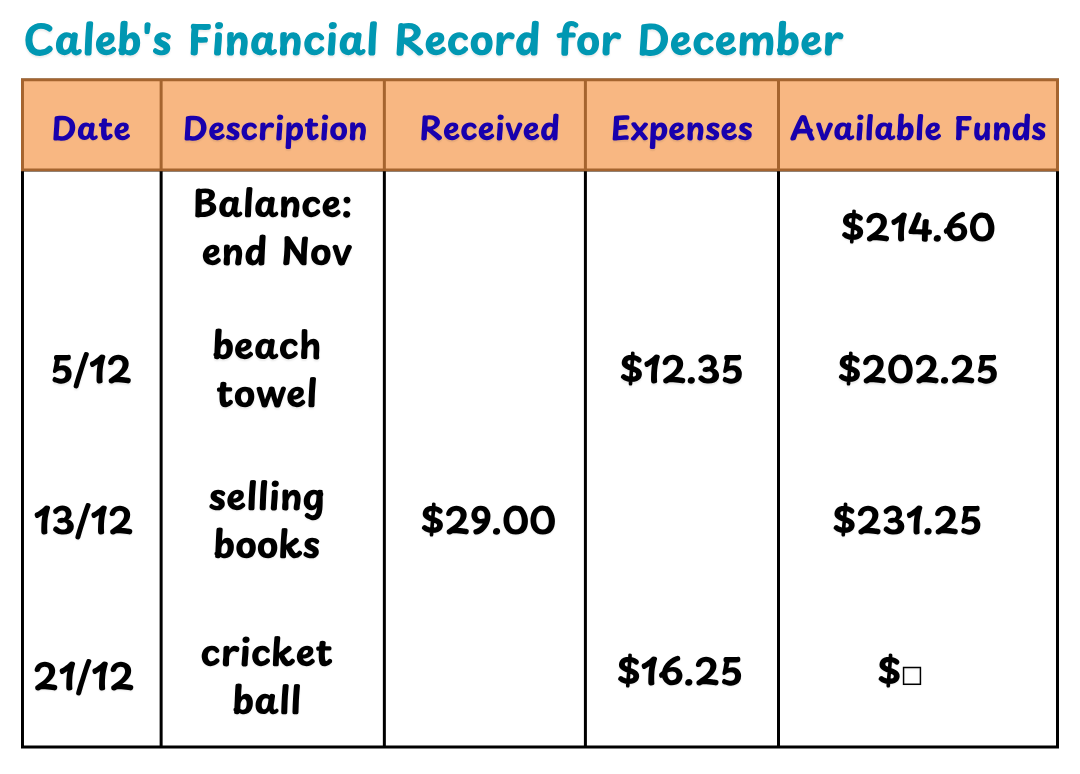 Caleb's Financial Record for December
Date Description Received Expenses Available Funds
Balance:
end Nov
$214.60
beach
towel
5/12 $12.35 $202.25
selling
books
13/12 $29.00 $231.25
cricket
ball
21/12 $16.25 $□